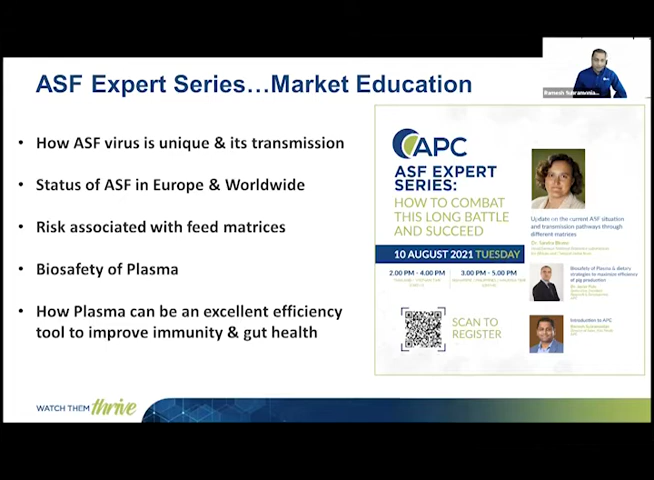 ASF Expert Series...Market Education
Ramesh
• How ASF virus is unique & its transmission
• Status of ASF in Europe & Worldwide
• Risk associated with feed matrices
• Biosafety of Plasma
• How Plasma can be an excellent efficiency
tool to improve immunity & gut health
APC
ASF EXPERT
SERIES:
HOW TO COMBAT
THIS LONG BATTLE
AND SUCCEED
10 AUGUST 2021 TUESDAY
2.00 PM - 4.00 PM
3.00 PM - 5.00 PM
SCAN TO
REGISTER
Update on the current ASF situation
and transmission pathways through
different matrices
Biosafety of Plasma & dietary
strategies to maximize efficiency
of pig production
Introduction to APC
WATCH THEM thrive